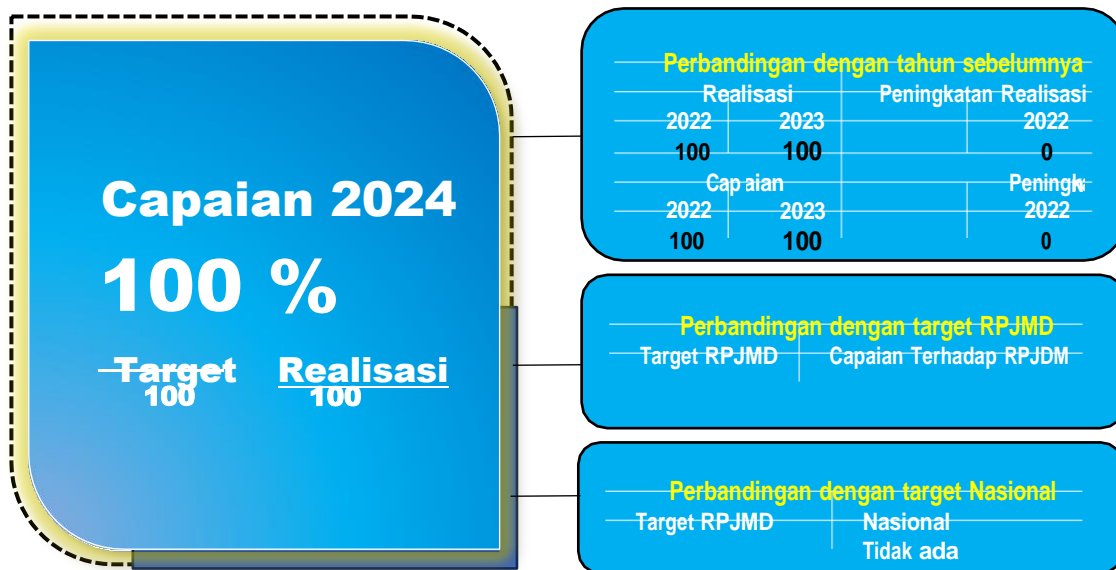 Capaian 2024
100 %
Target Realisasi
100 100
Perbandingan dengan tahun sebelumnya
Realisasi Peningkatan Realisasi
2022 2023 2022
100 100 0
Capaian Peningk
2022 2023 2022
100 100 0
Perbandingan dengan target RPJMD
Target RPJMD Capaian Terhadap RPJDM
Perbandingan dengan target Nasional
Target RPJMD Nasional
Tidak ada